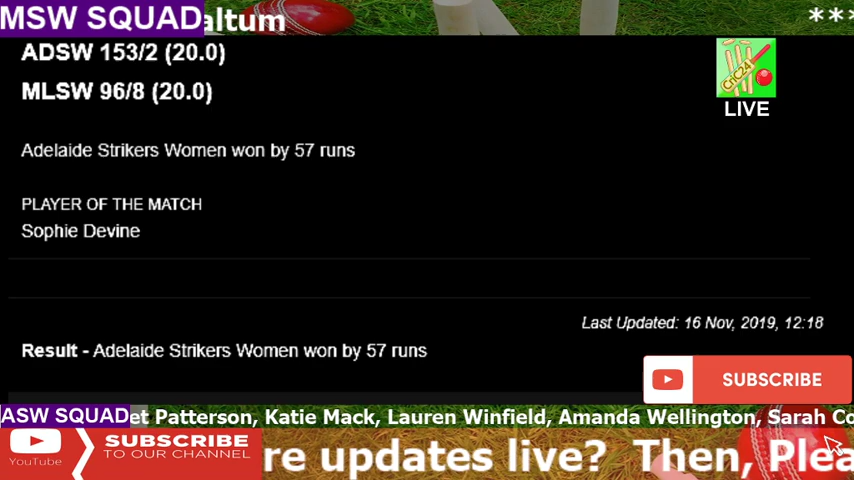 MSW SQUAD altum ***
ADSW 153/2 (20.0)
MLSW 96/8 (20.0)
CRIC24
LIVE
Adelaide Strikers Women won by 57 runs
PLAYER OF THE MATCH
Sophie Devine
Last Updated: 16 Nov, 2019, 12:18
Result - Adelaide Strikers Women won by 57 runs
SUBSCRIBE
ASW SQUAD et Patterson, Katie Mack, Lauren Winfield, Amanda Wellington, Sarah Co
YouTube
SUBSCRIBE
TO OUR CHANNEL
re updates live? Then, Plea